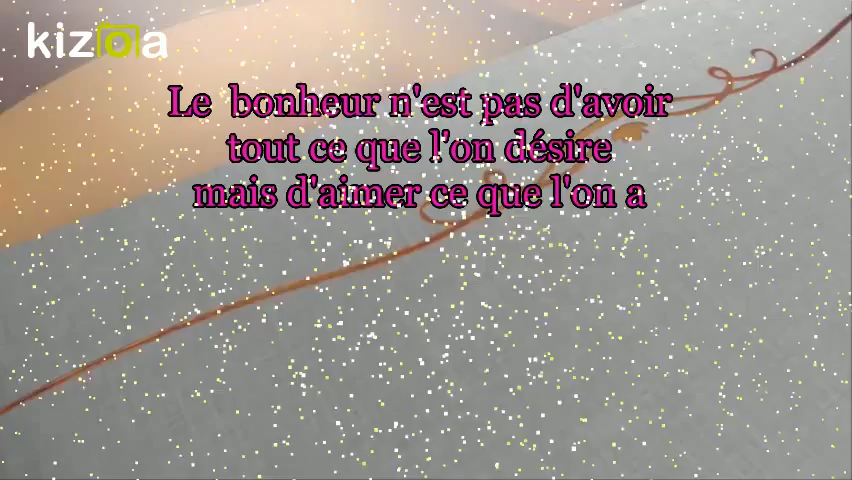 kizoa
Le bonheur n'est pas d'avoir
tout ce que l'on désire
mais d'aimer ce que l'on a